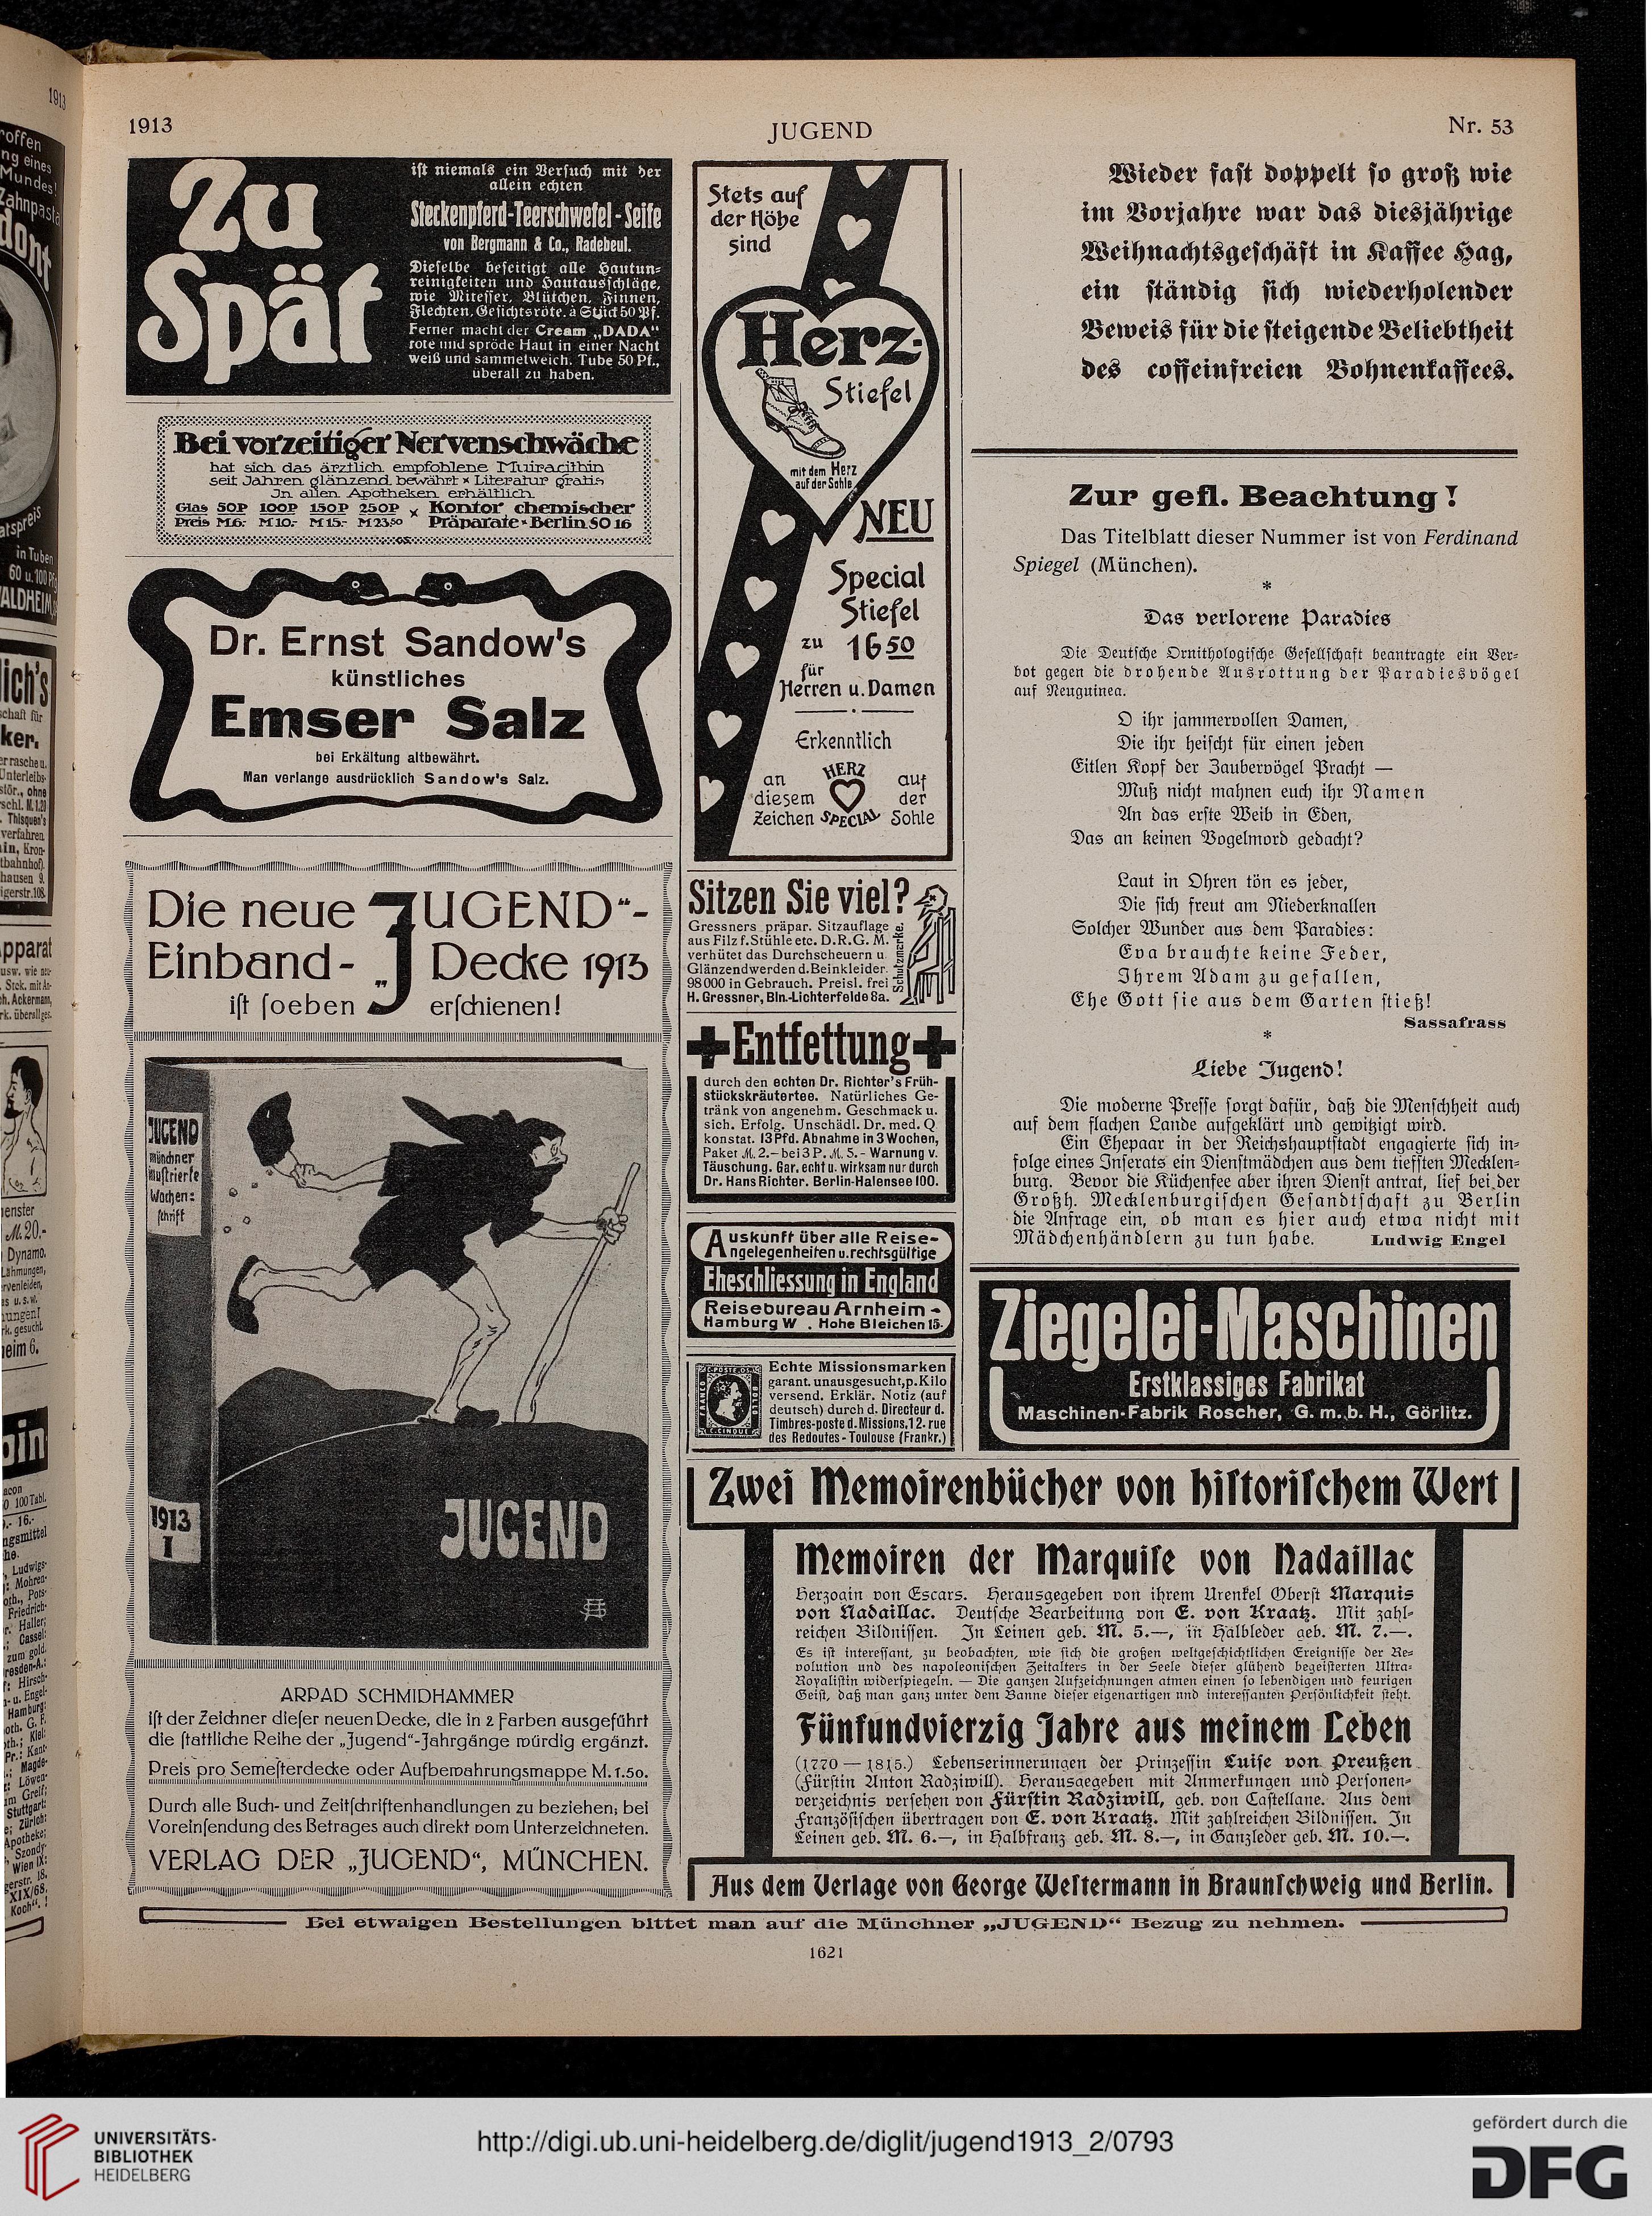 1913
JUGEND
Nr. 53
Zu
Spät
ist niemals ein Versuch mit der
allein echten
Steckenpferd-Teerschwefel-Seife
von Bergmann & Co., Radebeul.
Dieselbe beseitigt alle Hautun-
reinigkeiten und Hautausschläge,
wie Mitesser, Blütchen, Finnen,
Flechten, Gesichtsröte. à Stück 50 Pf.
Ferner macht der Cream „DADA“
rote und spröde Haut in einer Nacht
weiß und sammetweich. Tube 50 Pf.,
überall zu haben.
Bei vorzeitiger Nervenschwäche
hat sich das ärztlich empfohlene Muiracithin
seit Jahren glänzend bewährt × Literatur gratis
In allen Apotheken erhältlich
Glas 50P 100P 150P 250P × Kontor chemischer
Preis M.6.- M10.- M15.- M23.50 Präparate × Berlin SO 16
Dr. Ernst Sandow's
künstliches
Emser Salz
bei Erkältung altbewährt.
Man verlange ausdrücklich Sandow's Salz.
Die neue „JUGEND“-
Einband- Decke 1913
ist soeben erschienen!
JUGEND
münchner
illustrierte
Wochen=
schrift
1913
I
JUGEND
ARPAD SCHMIDHAMMER
ist der Zeichner dieser neuen Decke, die in 2 Farben ausgeführt
die stattliche Reihe der „Jugend“-Jahrgänge würdig ergänzt.
Preis pro Semesterdecke oder Aufbewahrungsmappe M. 1.50.
Durch alle Buch- und Zeitschriftenhandlungen zu beziehen; bei
Voreinsendung des Betrages auch direkt vom Unterzeichneten.
VERLAG DER „JUGEND“, MÜNCHEN.
Stets auf
der Höhe
sind
Herz-
Stiefel
mit dem Herz
auf der Sohle
NEU
Special
Stiefel
zu 16 50
für
Herren u. Damen
Erkenntlich
an HERZ auf
diesem der
Zeichen SPECIAL Sohle
Sitzen Sie viel?
Gressners präpar. Sitzauflage
aus Filz f. Stühle etc. D.R.G.M.
verhütet das Durchscheuern u.
Glänzendwerden d. Beinkleider.
98000 in Gebrauch. Preisl. frei
H. Gressner, Bln.-Lichterfelde 8a.
Schutzmarke.
Entfettung
durch den echten Dr. Richter's Früh-
stückskräutertee. Natürliches Ge-
tränk von angenehm. Geschmack u.
sich. Erfolg. Unschädl. Dr. med. Q
konstat. 13 Pfd. Abnahme in 3 Wochen,
Paket M. 2.– bei 3 P. M. 5.- Warnung v.
Täuschung. Gar. echt u. wirksam nur durch
Dr. Hans Richter. Berlin-Halensee 100.
Auskunft über alle Reise-
Angelegenheiten u. rechtsgültige
Eheschliessung in England
Reisebureau Arnheim -
Hamburg W . Hohe Bleichen 15.
Echte Missionsmarken
garant. unausgesucht, p. Kilo
versend. Erklär. Notiz (auf
deutsch) durch d. Directeur d.
Timbres-poste d. Missions, 12. rue
des Redoutes - Toulouse (Frankr.)
Wieder fast doppelt so groß wie
im Vorjahre war das diesjährige
Weihnachtsgeschäft in Kaffee Hag,
ein ständig sich wiederholender
Beweis für die steigende Beliebtheit
des coffeinfreien Bohnenkaffees.
Zur gefl. Beachtung!
Das Titelblatt dieser Nummer ist von Ferdinand
Spiegel (München).
*
Das verlorene Paradies
Die Deutsche Ornithologische Gesellschaft beantragte ein Ver-
bot gegen die drohende Ausrottung der Paradiesvögel
auf Neuguinea.
O ihr jammervollen Damen,
Die ihr heischt für einen jeden
Eitlen Kopf der Zaubervögel Pracht —
Muß nicht mahnen euch ihr Namen
An das erste Weib in Eden,
Das an keinen Vogelmord gedacht?
Laut in Ohren tön es jeder,
Die sich freut am Niederknallen
Solcher Wunder aus dem Paradies:
Eva brauchte keine Feder,
Ihrem Adam zu gefallen,
Ehe Gott sie aus dem Garten stieß!
Sassafrass
*
Liebe Jugend!
Die moderne Presse sorgt dafür, daß die Menschheit auch
auf dem flachen Lande aufgeklärt und gewitzigt wird.
Ein Ehepaar in der Reichshauptstadt engagierte sich in-
folge eines Inserats ein Dienstmädchen aus dem tiefsten Mecklen-
burg. Bevor die Küchenfee aber ihren Dienst antrat, lief bei der
Großh. Mecklenburgischen Gesandtschaft zu Berlin
die Anfrage ein, ob man es hier auch etwa nicht mit
Mädchenhändlern zu tun habe. Ludwig Engel
Ziegelei-Maschinen
Erstklassiges Fabrikat
Maschinen-Fabrik Roscher, G. m. b. H., Görlitz.
Zwei Memoirenbücher von historischem Wert
Memoiren der Marquise von Nadaillac
Herzogin von Escars. Herausgegeben von ihrem Urenkel Oberst Marquis
von Nadaillac. Deutsche Bearbeitung von E. von Kraatz. Mit zahl-
reichen Bildnissen. In Leinen geb. M. 5.—, in Halbleder geb. M. 7.—.
Es ist interessant, zu beobachten, wie sich die großen weltgeschichtlichen Ereignisse der Re-
volution und des napoleonischen Zeitalters in der Seele dieser glühend begeisterten Ultra-
Royalistin widerspiegeln. — Die ganzen Aufzeichnungen atmen einen so lebendigen und feurigen
Geist, daß man ganz unter dem Banne dieser eigenartigen und interessanten Persönlichkeit steht.
Fünfundvierzig Jahre aus meinem Leben
(1770 — 1815.) Lebenserinnerungen der Prinzessin Luise von Preußen
(Fürstin Anton Radziwill). Herausgegeben mit Anmerkungen und Personen-
verzeichnis versehen von Fürstin Radziwill, geb. von Castellane. Aus dem
Französischen übertragen von E. von Kraatz. Mit zahlreichen Bildnissen. In
Leinen geb. M. 6.—, in Halbfranz geb. M. 8.—, in Ganzleder geb. M. 10.—.
Aus dem Verlage von George Westermann in Braunschweig und Berlin.
Bei etwaigen Bestellungen bittet man auf die Münchner „JUGEND“ Bezug zu nehmen.
1621
UNIVERSITÄTS-
BIBLIOTHEK
HEIDELBERG
http://digi.ub.uni-heidelberg.de/diglit/jugend1913_2/0793
gefördert durch die
DFG